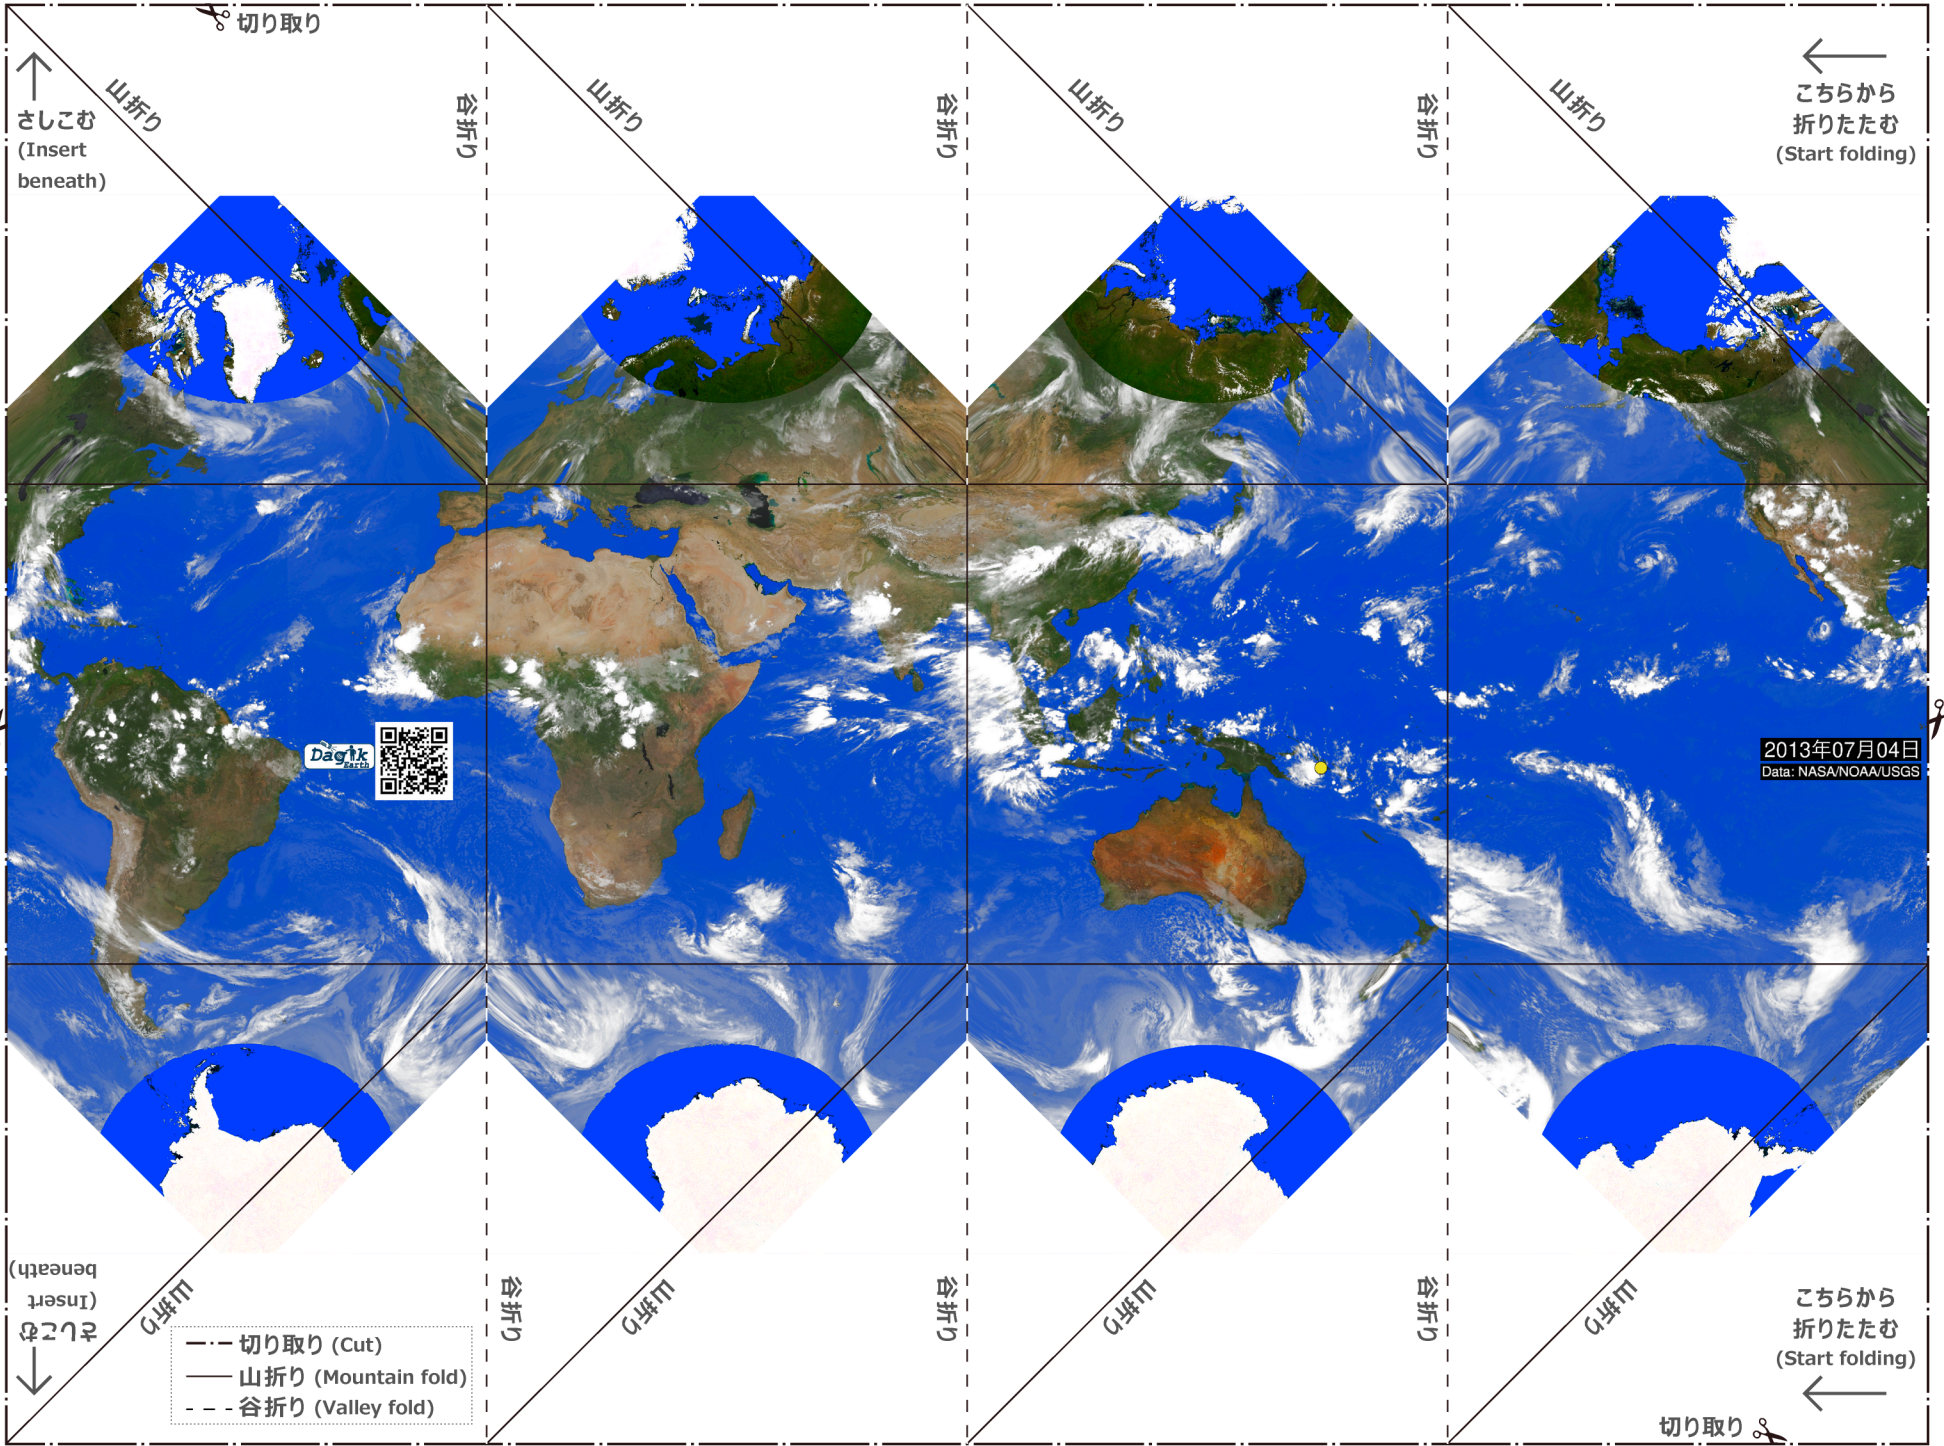 切り取り
山折り
谷折り
山折り
谷折り
山折り
谷折り
山折り
こちらから
折りたたむ
(Start folding)
さしこむ
(Insert
beneath)
Dagik
Earth
2013年07月04日
Data: NASA/NOAA/USGS
さしこむ
(Insert
beneath)
山折り
谷折り
山折り
谷折り
山折り
谷折り
山折り
こちらから
折りたたむ
(Start folding)
切り取り (Cut)
山折り (Mountain fold)
谷折り (Valley fold)
切り取り